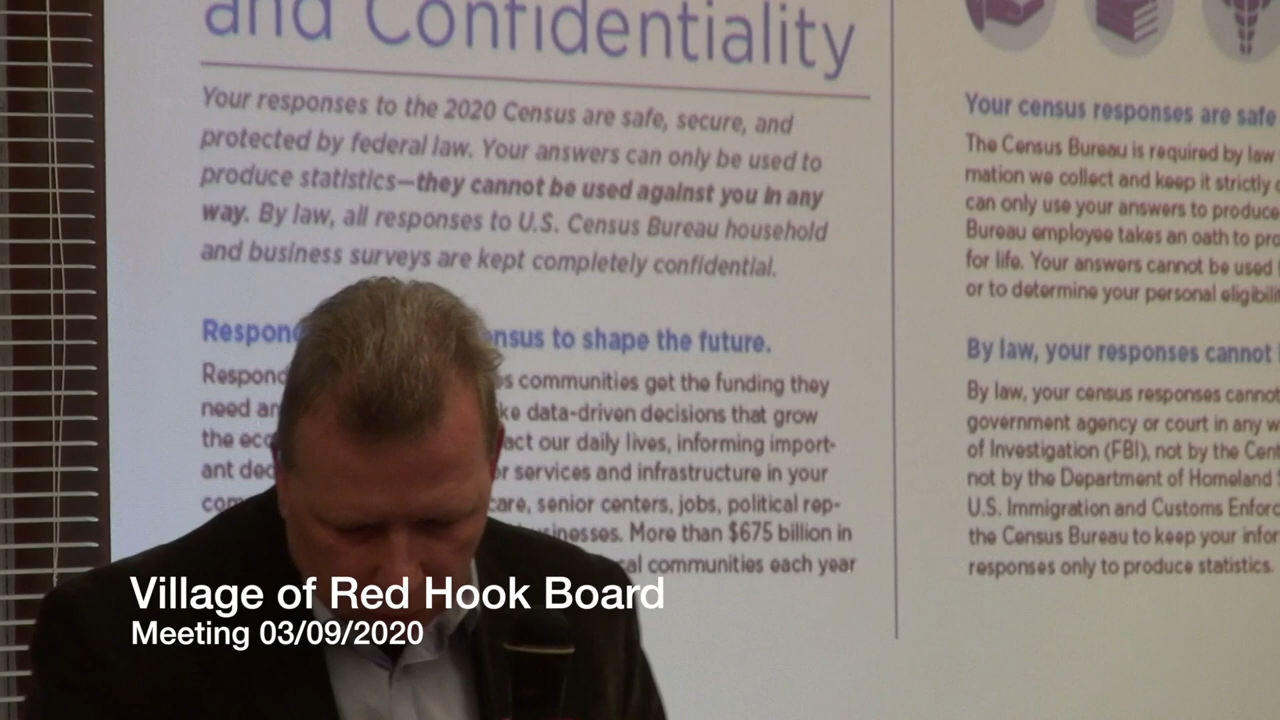 and Confidentiality
Your responses to the 2020 Census are safe, secure, and
protected by federal law. Your answers can only be used to
produce statistics—they cannot be used against you in any
way. By law, all responses to U.S. Census Bureau household
and business surveys are kept completely confidential.
Respon nsus to shape the future.
Respond s communities get the funding they
need an ke data-driven decisions that grow
the eco act our daily lives, informing import-
ant dec or services and infrastructure in your
com care, senior centers, jobs, political rep-
usinesses. More than $675 billion in
cal communities each year
Your census responses are safe
The Census Bureau is required by law
mation we collect and keep it strictly c
can only use your answers to produce
Bureau employee takes an oath to pro
for life. Your answers cannot be used
or to determine your personal eligibili
By law, your responses cannot
By law, your census responses cannot
government agency or court in any w
of Investigation (FBI), not by the Cent
not by the Department of Homeland S
U.S. Immigration and Customs Enforc
the Census Bureau to keep your infor
responses only to produce statistics.
Village of Red Hook Board
Meeting 03/09/2020